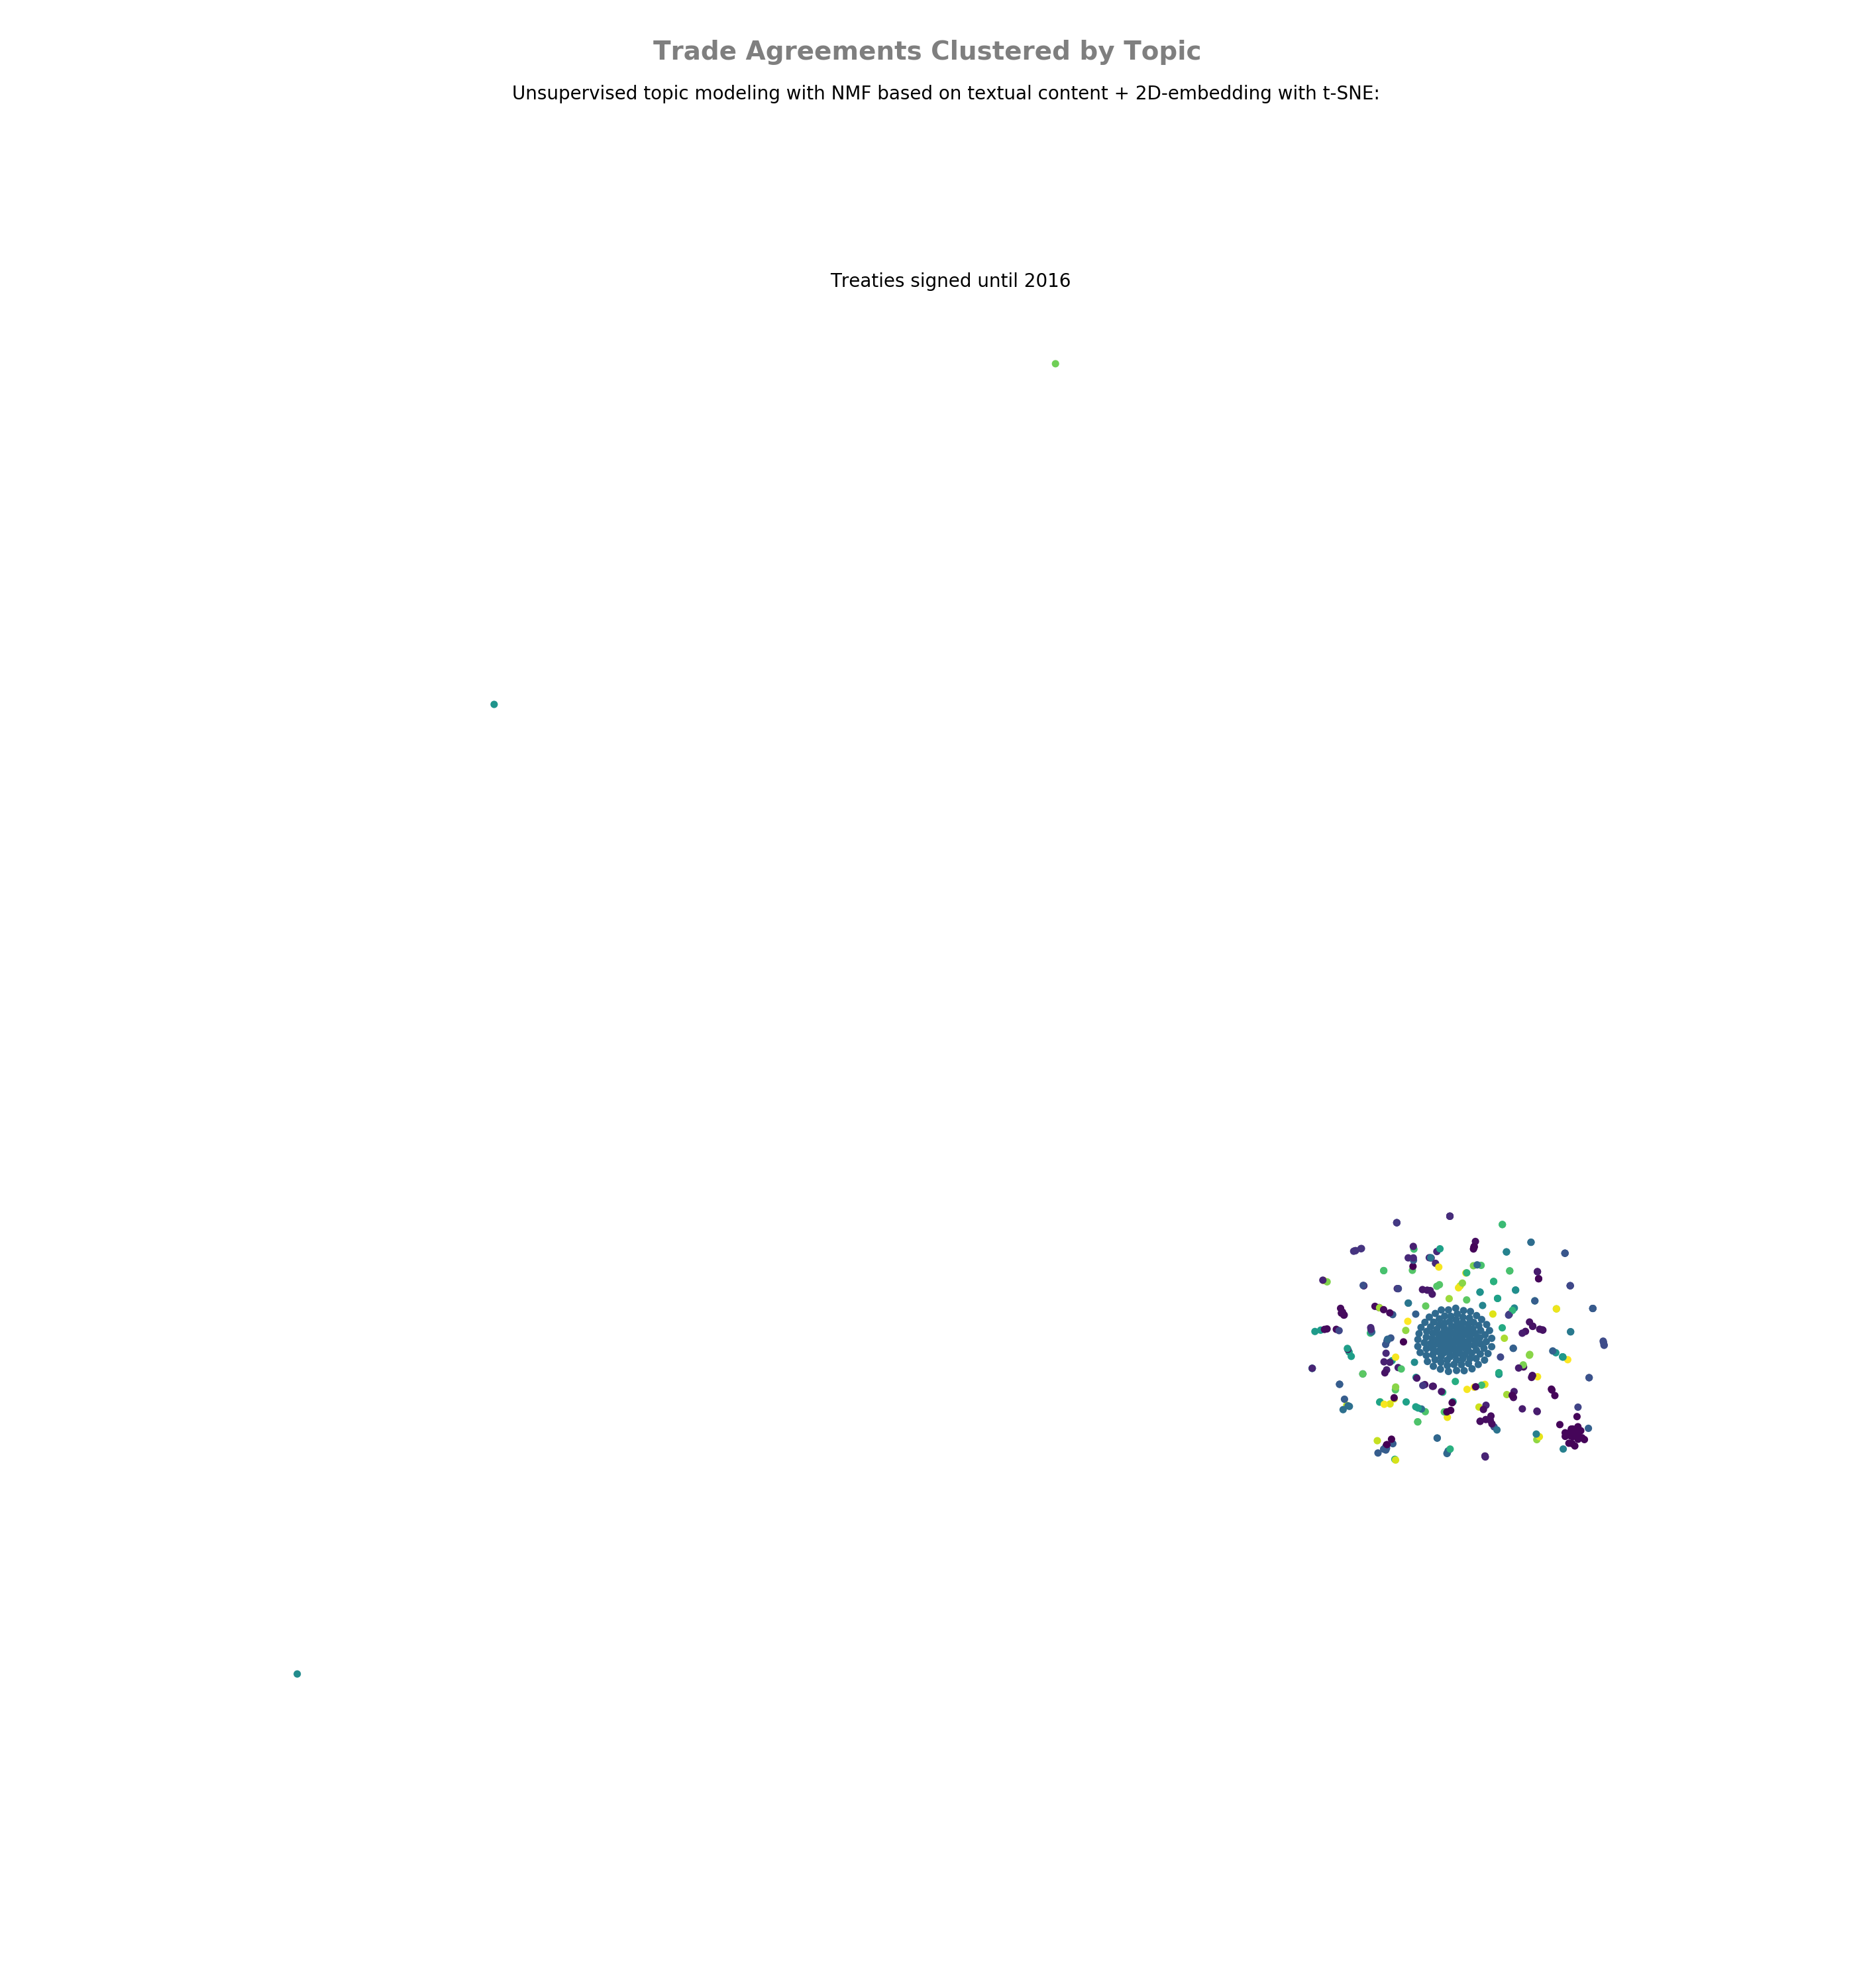 Trade Agreements Clustered by Topic
Unsupervised topic modeling with NMF based on textual content + 2D-embedding with t-SNE:
Treaties signed until 2016